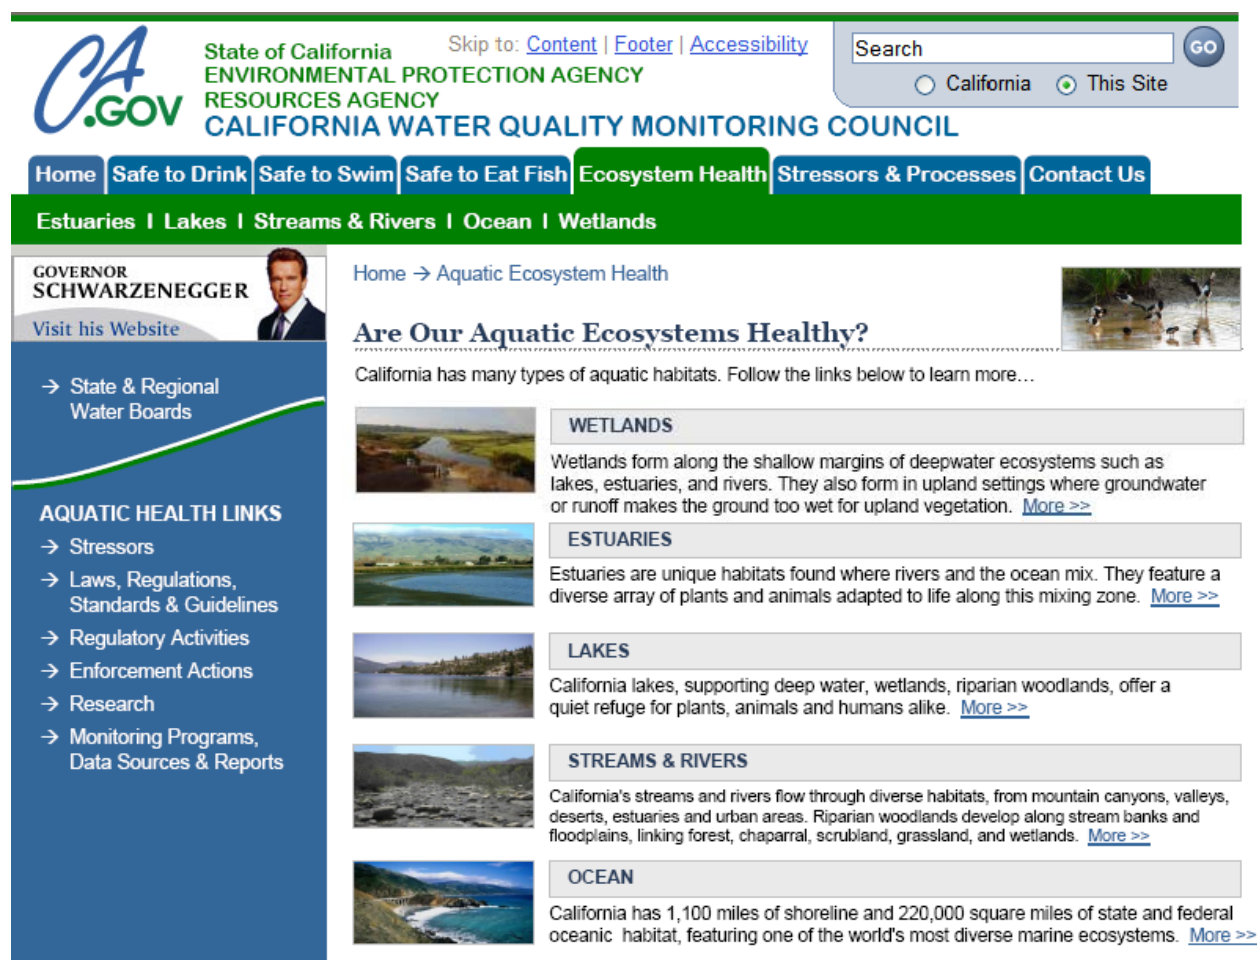 CA.GOV
State of California
ENVIRONMENTAL PROTECTION AGENCY
RESOURCES AGENCY
CALIFORNIA WATER QUALITY MONITORING COUNCIL
Skip to: Content | Footer | Accessibility
Search
GO
California This Site
Home Safe to Drink Safe to Swim Safe to Eat Fish Ecosystem Health Stressors & Processes Contact Us
Estuaries I Lakes I Streams & Rivers I Ocean I Wetlands
GOVERNOR
SCHWARZENEGGER
Visit his Website
→ State & Regional
Water Boards
AQUATIC HEALTH LINKS
→ Stressors
→ Laws, Regulations,
Standards & Guidelines
→ Regulatory Activities
→ Enforcement Actions
→ Research
→ Monitoring Programs,
Data Sources & Reports
Home → Aquatic Ecosystem Health
Are Our Aquatic Ecosystems Healthy?
California has many types of aquatic habitats. Follow the links below to learn more…
WETLANDS
Wetlands form along the shallow margins of deepwater ecosystems such as
lakes, estuaries, and rivers. They also form in upland settings where groundwater
or runoff makes the ground too wet for upland vegetation. More >>
ESTUARIES
Estuaries are unique habitats found where rivers and the ocean mix. They feature a
diverse array of plants and animals adapted to life along this mixing zone. More >>
LAKES
California lakes, supporting deep water, wetlands, riparian woodlands, offer a
quiet refuge for plants, animals and humans alike. More >>
STREAMS & RIVERS
California's streams and rivers flow through diverse habitats, from mountain canyons, valleys,
deserts, estuaries and urban areas. Riparian woodlands develop along stream banks and
floodplains, linking forest, chaparral, scrubland, grassland, and wetlands. More >>
OCEAN
California has 1,100 miles of shoreline and 220,000 square miles of state and federal
oceanic habitat, featuring one of the world's most diverse marine ecosystems. More >>